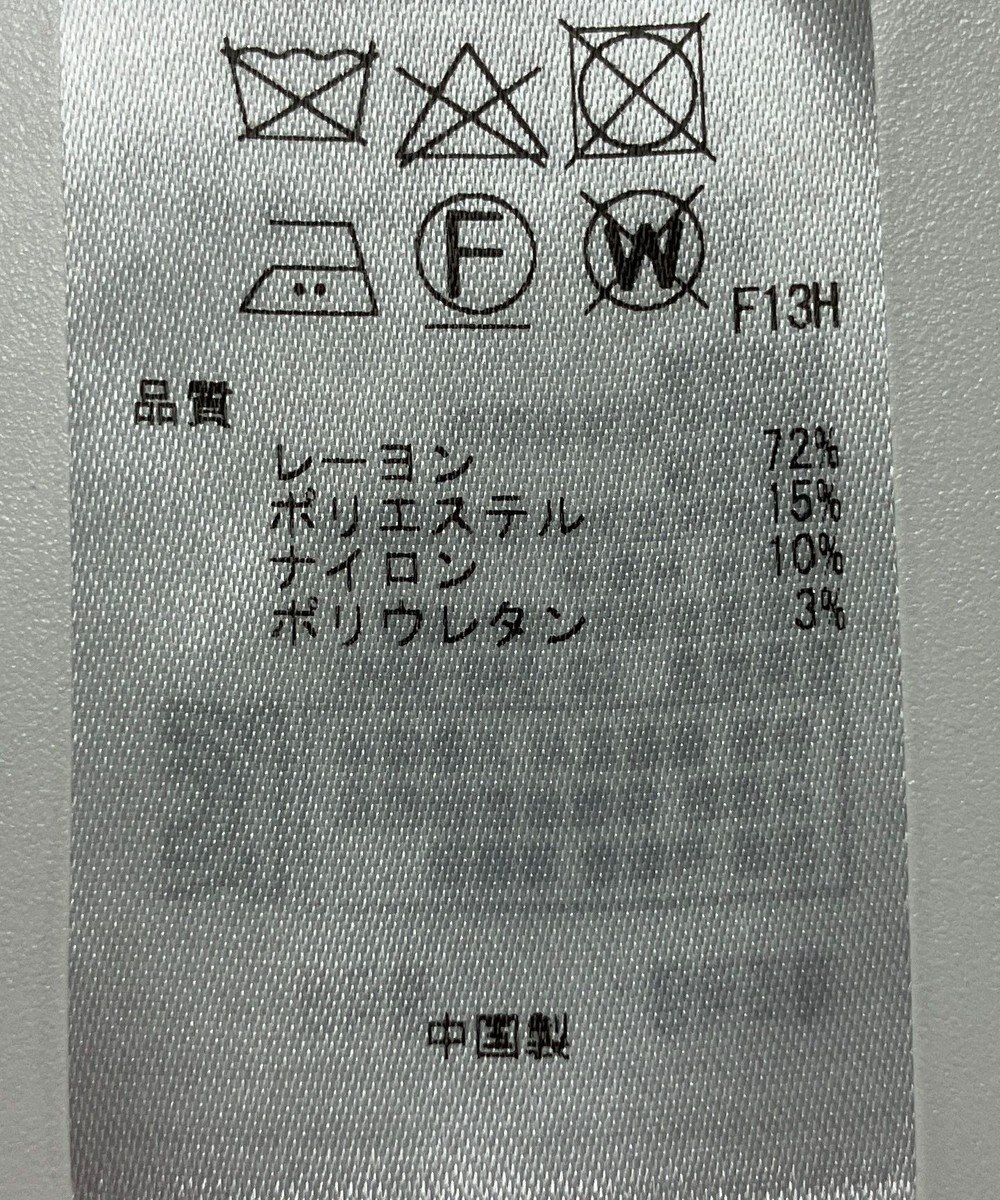 F W F13H
品質
レーヨン 72%
ポリエステル 15%
ナイロン 10%
ポリウレタン 3%
中国製